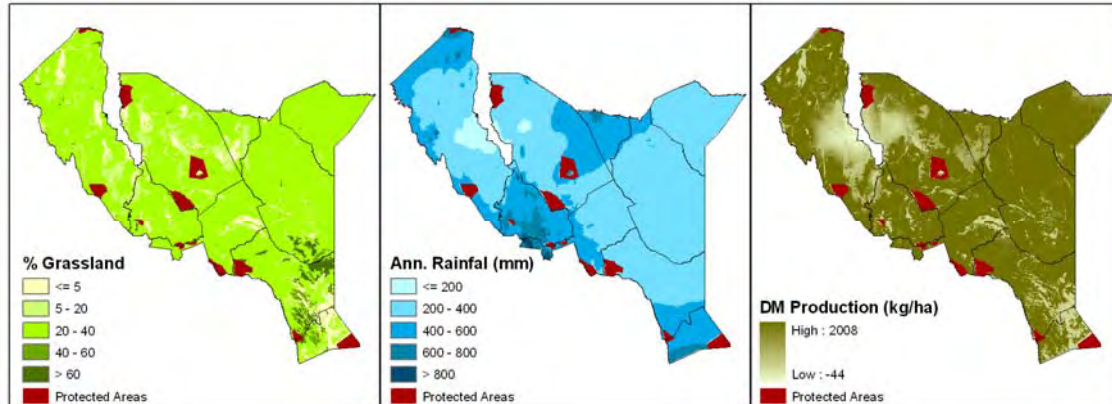 % Grassland
<= 5
5 - 20
20 - 40
40 - 60
> 60
Protected Areas
Ann. Rainfal (mm)
<= 200
200 - 400
400 - 600
600 - 800
> 800
Protected Areas
DM Production (kg/ha)
High : 2008
Low : -44
Protected Areas